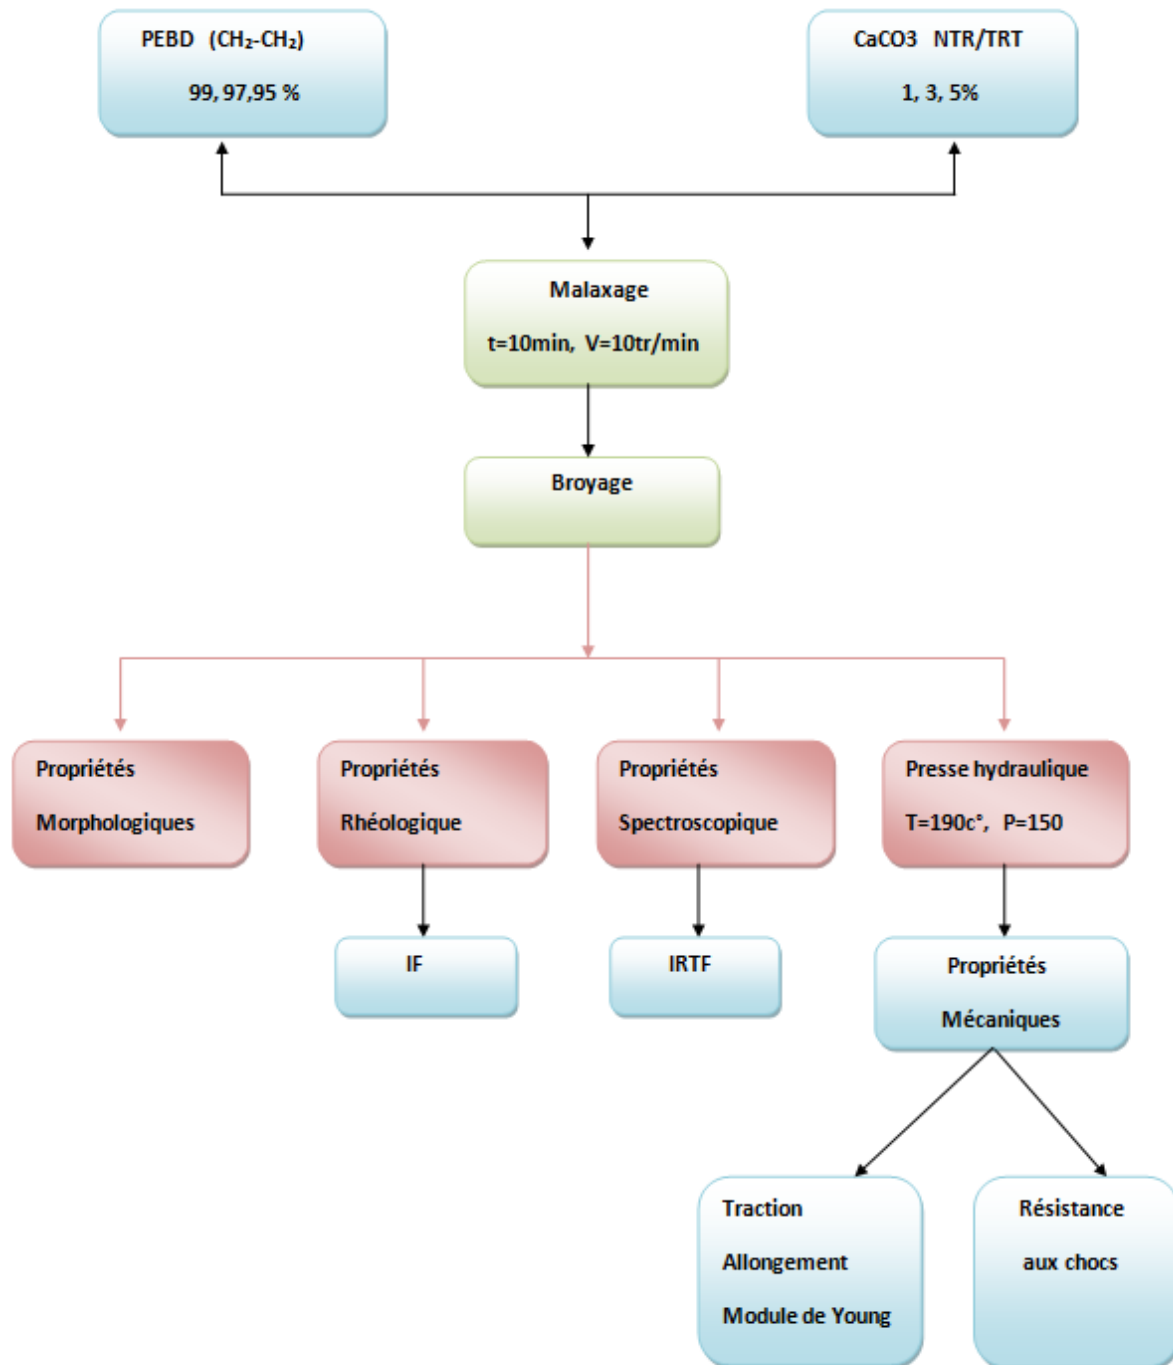 PEBD (CH₂-CH₂)
99, 97,95 %
CaCO3 NTR/TRT
1, 3, 5%
Malaxage
t=10min, V=10tr/min
Broyage
Propriétés
Morphologiques
Propriétés
Rhéologique
Propriétés
Spectroscopique
Presse hydraulique
T=190c°, P=150
IF
IRTF
Propriétés
Mécaniques
Traction
Allongement
Module de Young
Résistance
aux chocs